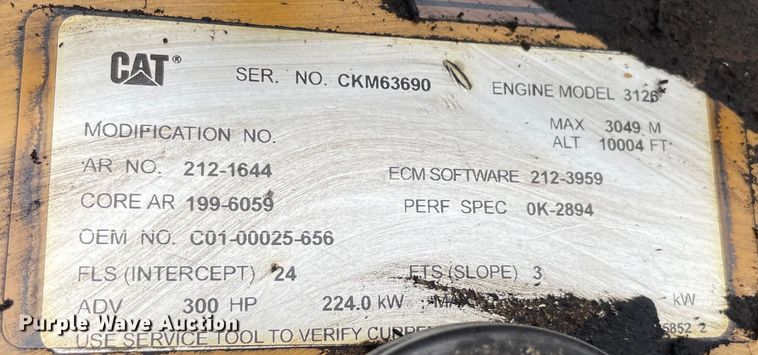 CAT®
SER. NO. CKM63690
ENGINE MODEL 3126
MODIFICATION NO.
MAX 3049 M
ALT 10004 FT
AR NO. 212-1644
ECM SOFTWARE 212-3959
CORE AR 199-6059
PERF SPEC 0K-2894
OEM NO. C01-00025-656
FLS (INTERCEPT) 24
FTS (SLOPE) 3
ADV 300 HP 224.0 kW kW
Purple Wave Auction
USE SERVICE TOOL TO VERIFY